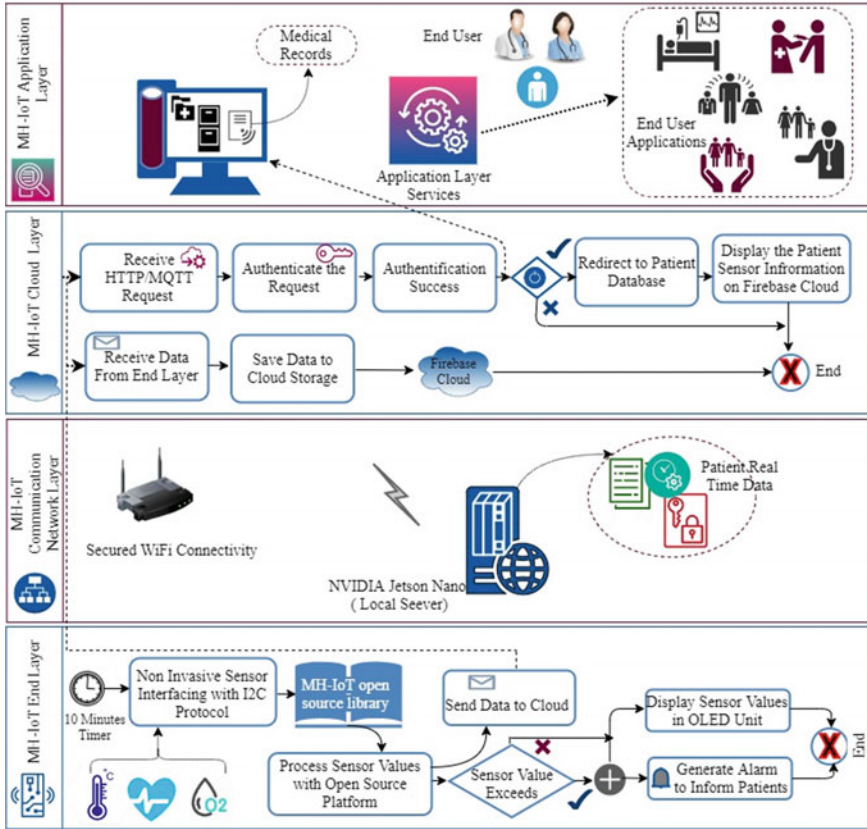 MH-IoT Application
Layer
Medical
Records
End User
Application Layer
Services
End User
Applications
MH-IoT Cloud Layer
Receive
HTTP/MQTT
Request
Authenticate the
Request
Authentification
Success
Redirect to Patient
Database
Display the Patient
Sensor Infromation
on Firebase Cloud
Receive Data
From End Layer
Save Data to
Cloud Storage
Firebase
Cloud
X
End
MH-IoT
Communication
Network Layer
Secured WiFi Connectivity
NVIDIA Jetson Nano
( Local Seever)
Patient Real
Time Data
MH-IoT End Layer
10 Minutes
Timer
Non Invasive Sensor
Interfacing with I2C
Protocol
MH-IoT open
source library
Send Data to Cloud
Process Sensor Values
with Open Source
Platform
Sensor Value
Exceeds
Display Sensor Values
in OLED Unit
Generate Alarm
to Inform Patients
X
End
°C
O2